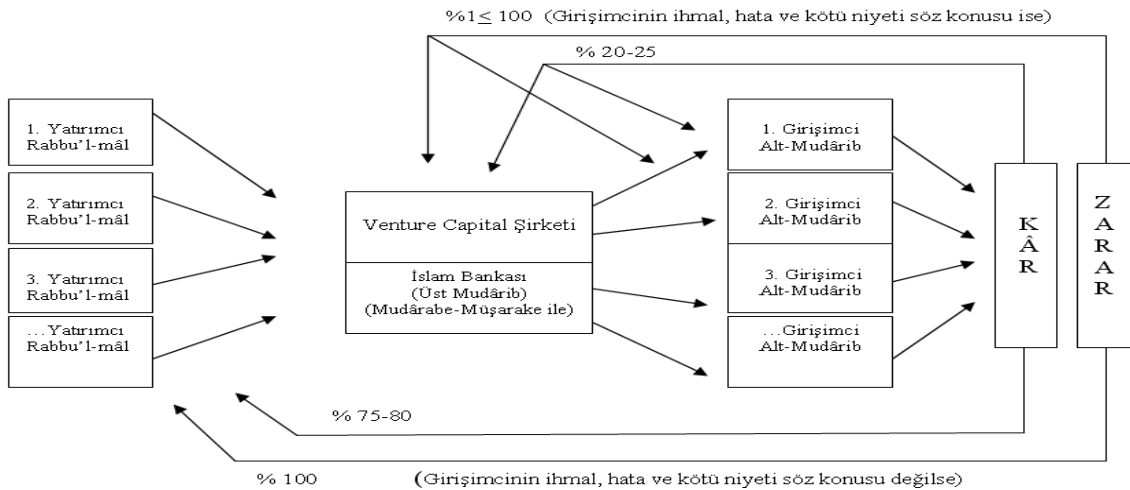 %1≤ 100 (Girişimcinin ihmal, hata ve kötü niyeti söz konusu ise)
% 20-25
1. Yatırımcı
Rabbu’l-mâl
2. Yatırımcı
Rabbu’l-mâl
3. Yatırımcı
Rabbu’l-mâl
…Yatırımcı
Rabbu’l-mâl
Venture Capital Şirketi
İslam Bankası
(Üst Mudârib)
(Mudârabe-Müşarake ile)
1. Girişimci
Alt-Mudârib
2. Girişimci
Alt-Mudârib
3. Girişimci
Alt-Mudârib
…Girişimci
Alt-Mudârib
K
Â
R
Z
A
R
A
R
% 75-80
% 100 (Girişimcinin ihmal, hata ve kötü niyeti söz konusu değilse)